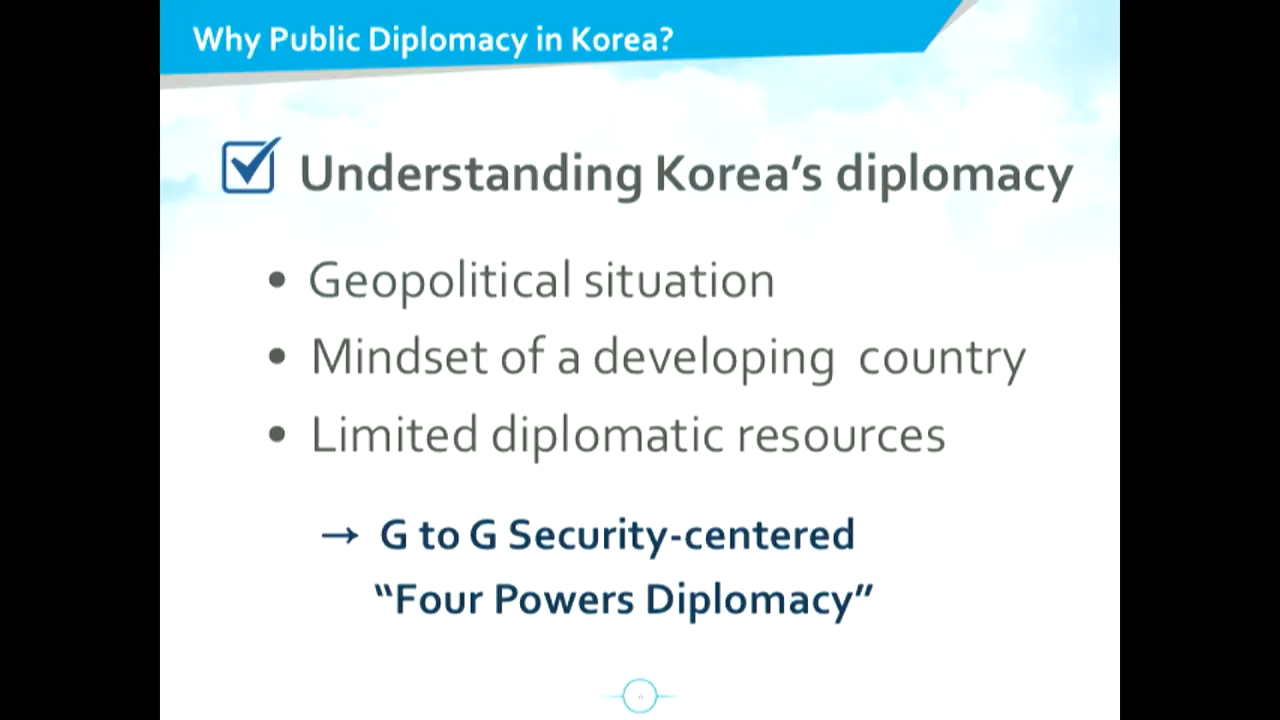 Why Public Diplomacy in Korea?
Understanding Korea’s diplomacy
• Geopolitical situation
• Mindset of a developing country
• Limited diplomatic resources
→ G to G Security-centered
“Four Powers Diplomacy”